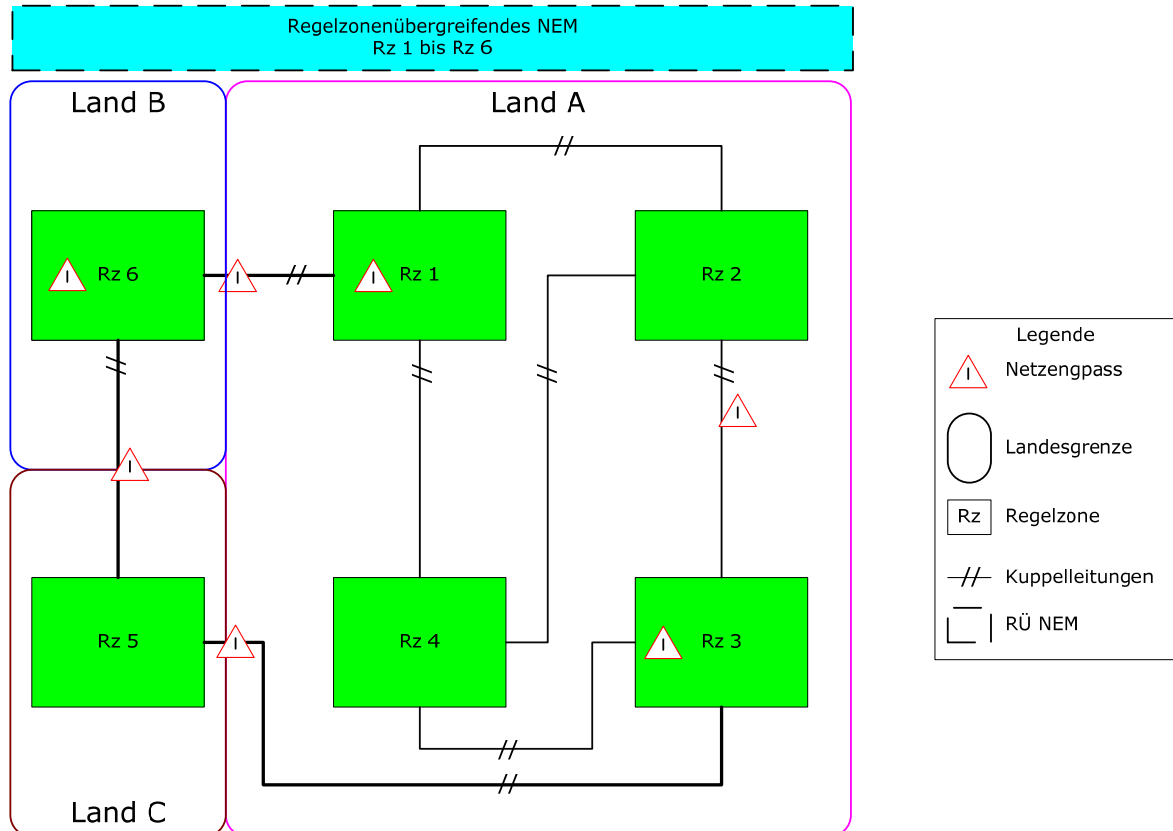 Regelzonenübergreifendes NEM
Rz 1 bis Rz 6
Land B
Land A
Rz 6
Rz 1
Rz 2
Rz 5
Rz 4
Rz 3
Land C
Legende
Netzengpass
Landesgrenze
Rz Regelzone
Kuppelleitungen
RÜ NEM